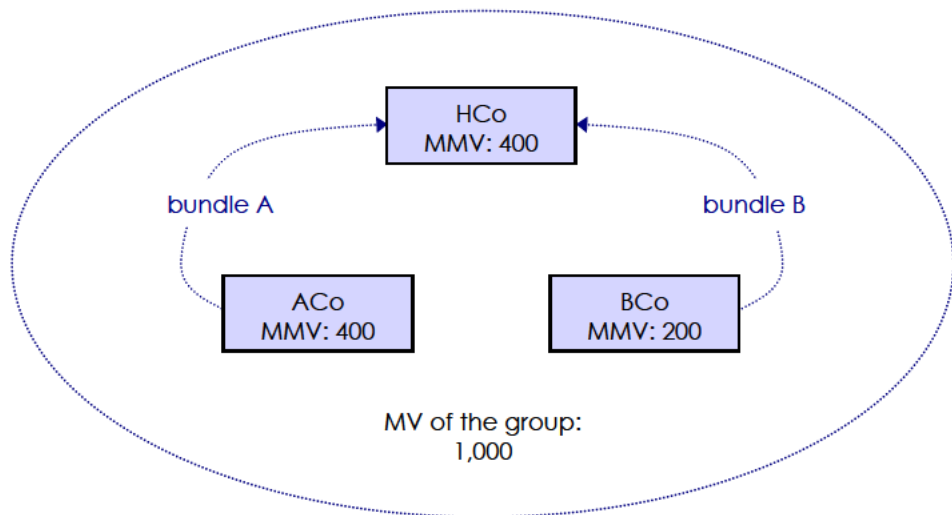 HCo
MMV: 400
bundle A
bundle B
ACo
MMV: 400
BCo
MMV: 200
MV of the group:
1,000